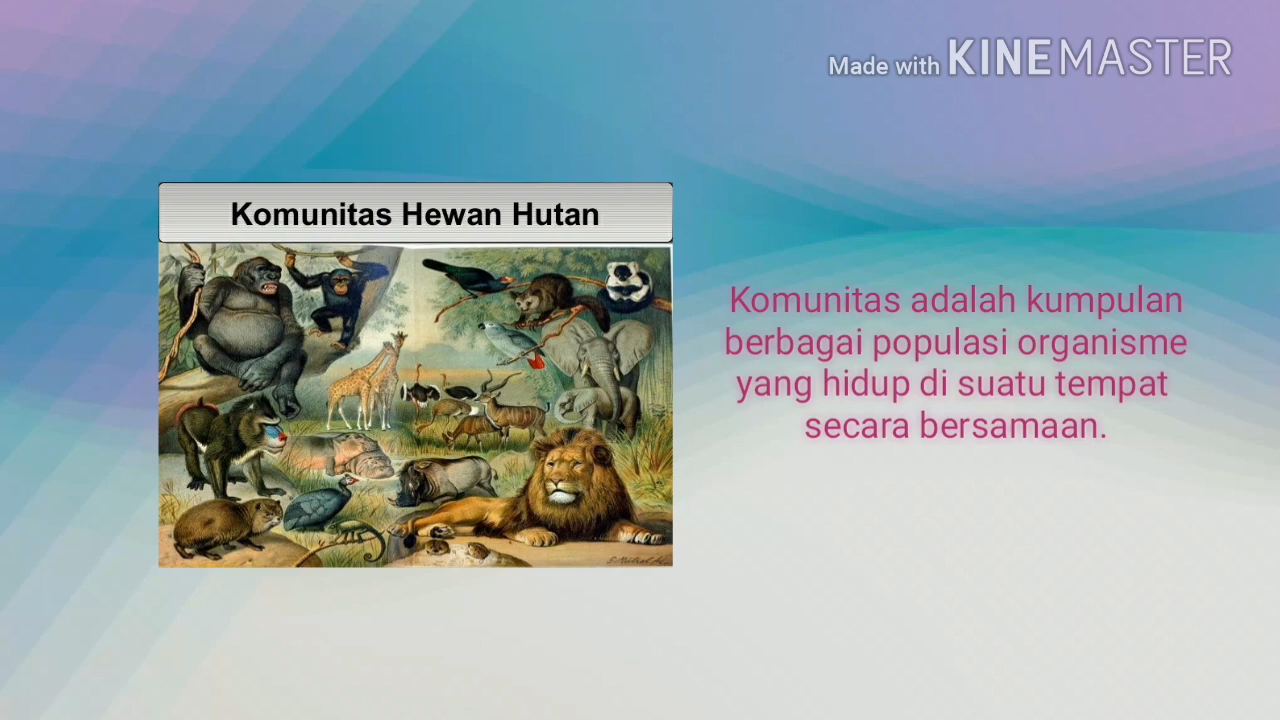 Made with KINEMASTER
Komunitas Hewan Hutan
Komunitas adalah kumpulan
berbagai populasi organisme
yang hidup di suatu tempat
secara bersamaan.